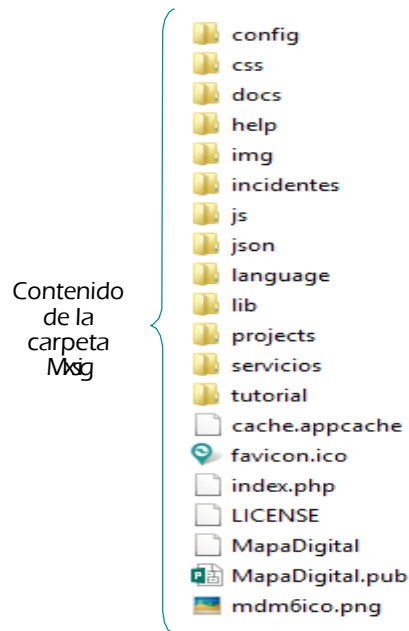 Contenido
de la
carpeta
Mxsig
config
css
docs
help
img
incidentes
js
json
language
lib
projects
servicios
tutorial
cache.appcache
favicon.ico
index.php
LICENSE
MapaDigital
MapaDigital.pub
mdm6ico.png